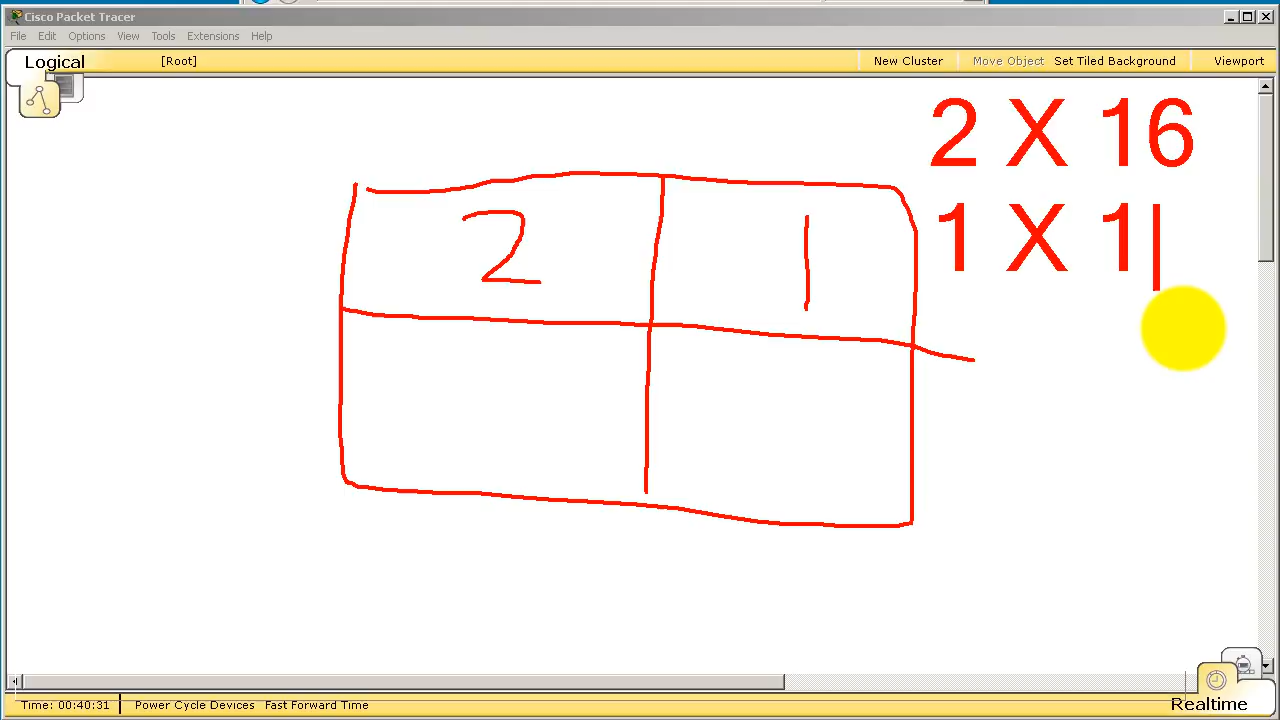 Cisco Packet Tracer
File Edit Options View Tools Extensions Help
Logical [Root] New Cluster Move Object Set Tiled Background Viewport
2 X 16
1 X 1
2 1
Time: 00:40:31 Power Cycle Devices Fast Forward Time
Realtime